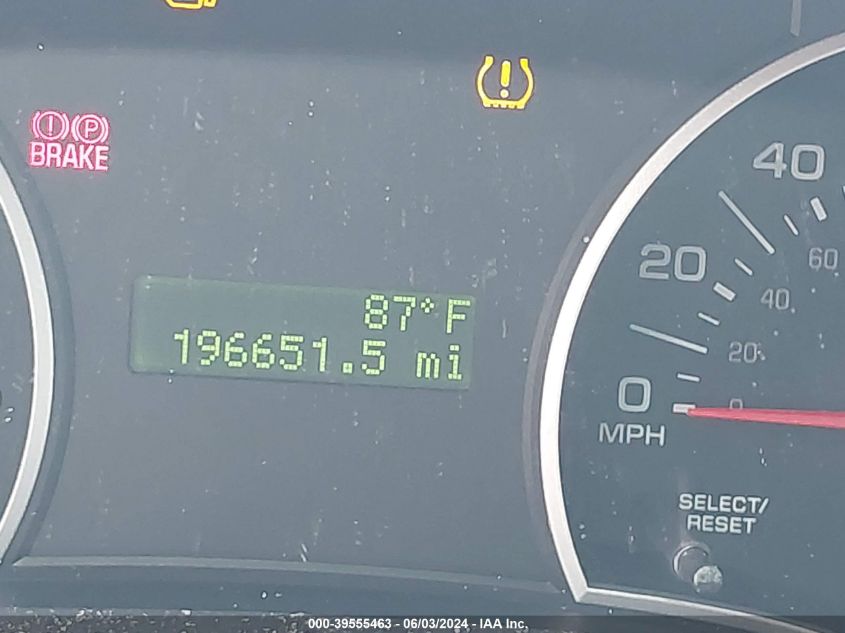 (!) (P)
BRAKE
!
87°F
196651.5 mi
40
20
0
MPH
60
40
20
0
SELECT/
RESET
000-39555463 - 06/03/2024 - IAA Inc.